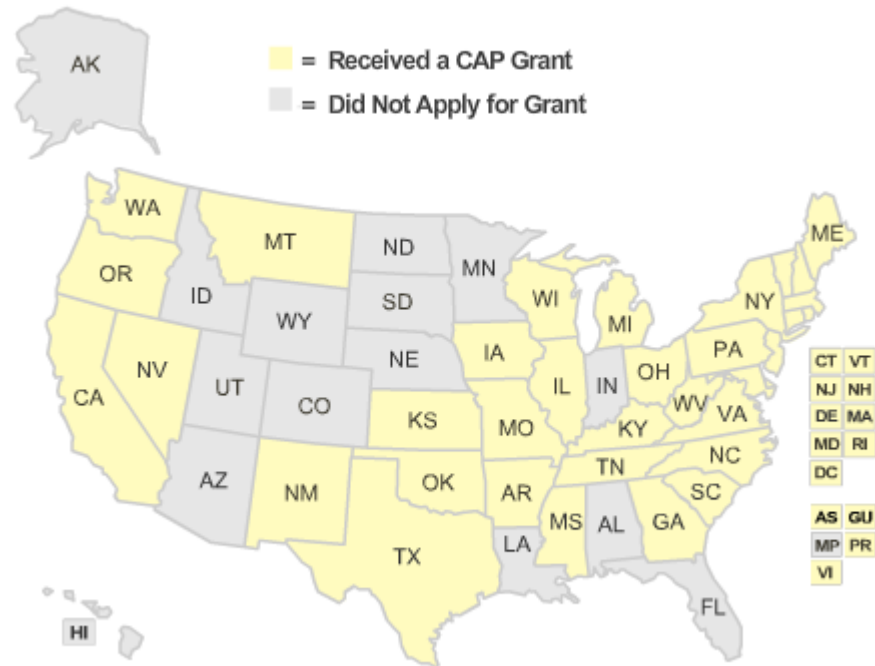 AK
= Received a CAP Grant
= Did Not Apply for Grant
WA
MT
ND
MN
ME
OR
ID
SD
WI
NY
WY
MI
NE
IA
PA
NV
UT
CO
IL
IN
OH
CA
KS
MO
WV
VA
KY
AZ
NM
OK
AR
TN
NC
SC
TX
MS
AL
GA
LA
FL
HI
CT VT
NJ NH
DE MA
MD RI
DC
AS GU
MP PR
VI